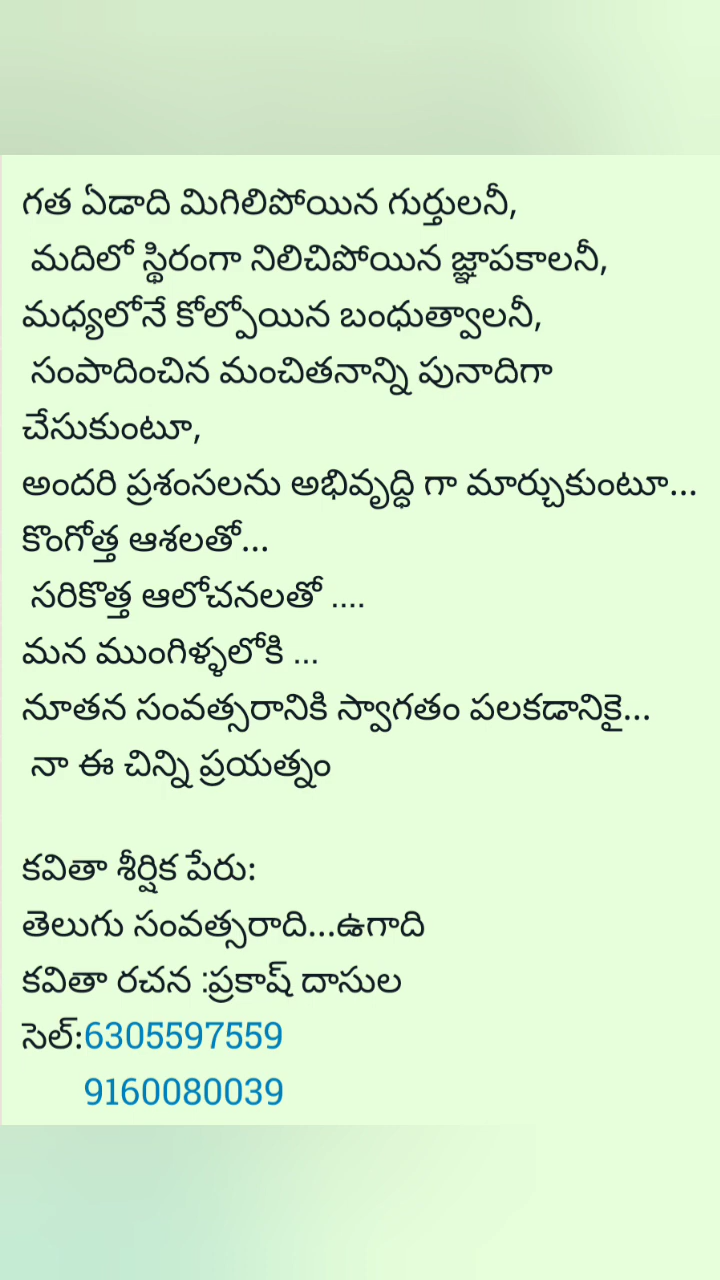 గత ఏడాది మిగిలిపోయిన గుర్తులనీ,
మదిలో స్థిరంగా నిలిచిపోయిన జ్ఞాపకాలనీ,
మధ్యలోనే కోల్పోయిన బంధుత్వాలనీ,
సంపాదించిన మంచితనాన్ని పునాదిగా
చేసుకుంటూ,
అందరి ప్రశంసలను అభివృద్ధి గా మార్చుకుంటూ...
కొంగోత్త ఆశలతో...
సరికొత్త ఆలోచనలతో ....
మన ముంగిళ్ళలోకి ...
నూతన సంవత్సరానికి స్వాగతం పలకడానికై...
నా ఈ చిన్ని ప్రయత్నం
కవితా శీర్షిక పేరు:
తెలుగు సంవత్సరాది...ఉగాది
కవితా రచన :ప్రకాష్ దాసుల
సెల్:6305597559
9160080039